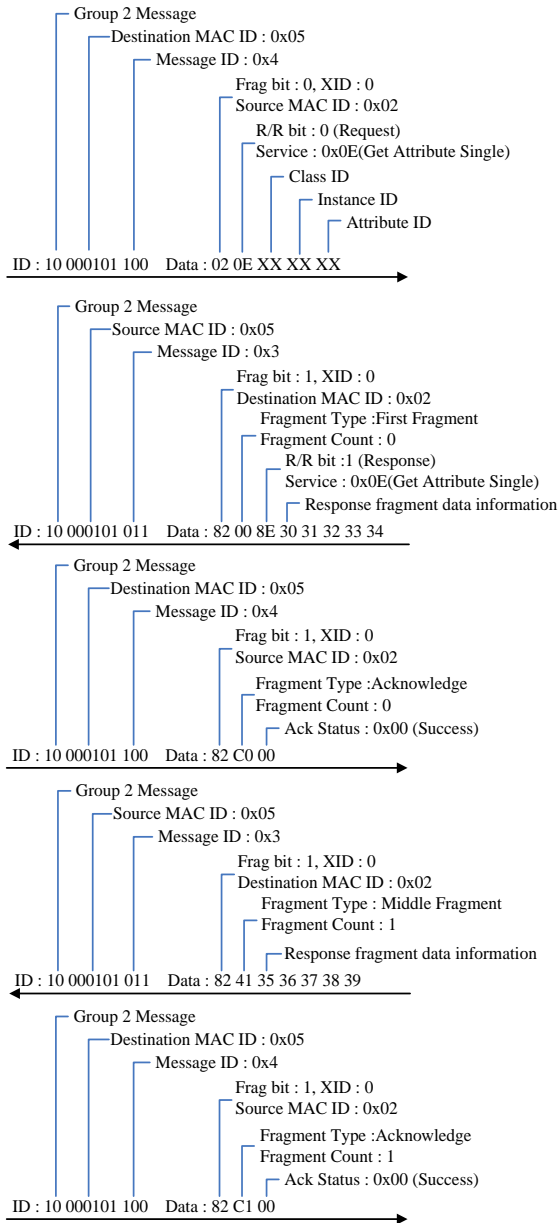 Group 2 Message
Destination MAC ID : 0x05
Message ID : 0x4
Frag bit : 0, XID : 0
Source MAC ID : 0x02
R/R bit : 0 (Request)
Service : 0x0E(Get Attribute Single)
Class ID
Instance ID
Attribute ID
ID : 10 000101 100 Data : 02 0E XX XX XX
Group 2 Message
Source MAC ID : 0x05
Message ID : 0x3
Frag bit : 1, XID : 0
Destination MAC ID : 0x02
Fragment Type :First Fragment
Fragment Count : 0
R/R bit :1 (Response)
Service : 0x0E(Get Attribute Single)
Response fragment data information
ID : 10 000101 011 Data : 82 00 8E 30 31 32 33 34
Group 2 Message
Destination MAC ID : 0x05
Message ID : 0x4
Frag bit : 1, XID : 0
Source MAC ID : 0x02
Fragment Type :Acknowledge
Fragment Count : 0
Ack Status : 0x00 (Success)
ID : 10 000101 100 Data : 82 C0 00
Group 2 Message
Source MAC ID : 0x05
Message ID : 0x3
Frag bit : 1, XID : 0
Destination MAC ID : 0x02
Fragment Type : Middle Fragment
Fragment Count : 1
Response fragment data information
ID : 10 000101 011 Data : 82 41 35 36 37 38 39
Group 2 Message
Destination MAC ID : 0x05
Message ID : 0x4
Frag bit : 1, XID : 0
Source MAC ID : 0x02
Fragment Type :Acknowledge
Fragment Count : 1
Ack Status : 0x00 (Success)
ID : 10 000101 100 Data : 82 C1 00